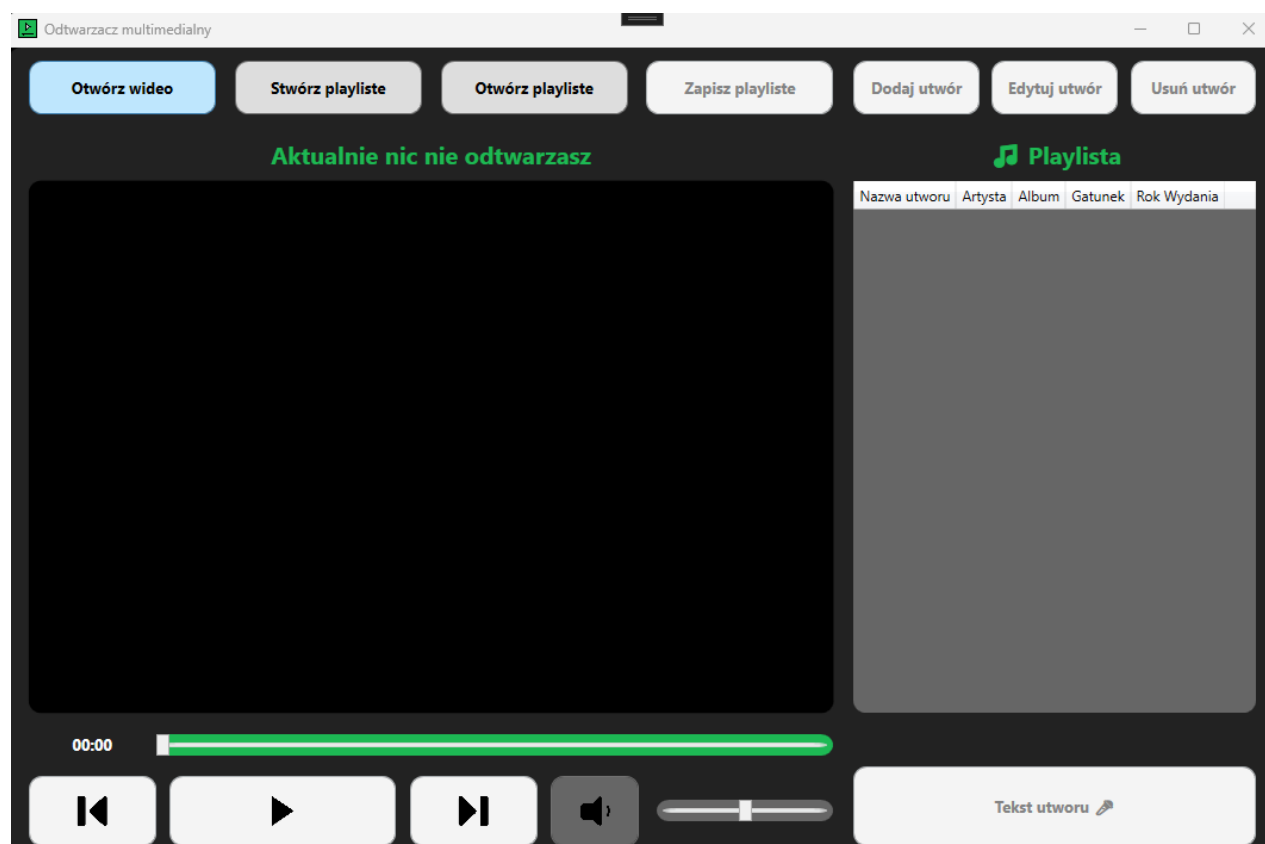 Odtwarzacz multimedialny
Otwórz wideo
Stwórz playliste
Otwórz playliste
Zapisz playliste
Dodaj utwór
Edytuj utwór
Usuń utwór
Aktualnie nic nie odtwarzasz
Playlista
Nazwa utworu Artysta Album Gatunek Rok Wydania
00:00
Tekst utworu